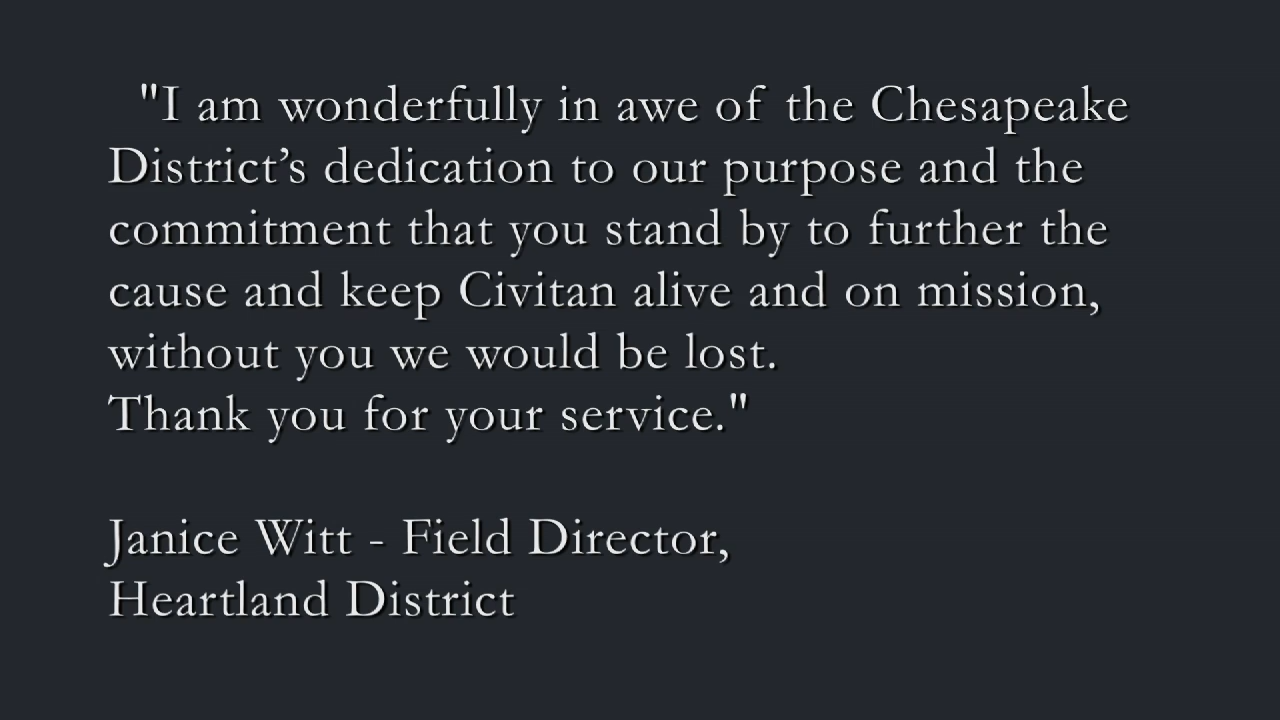 "I am wonderfully in awe of the Chesapeake
District’s dedication to our purpose and the
commitment that you stand by to further the
cause and keep Civitan alive and on mission,
without you we would be lost.
Thank you for your service."
Janice Witt - Field Director,
Heartland District